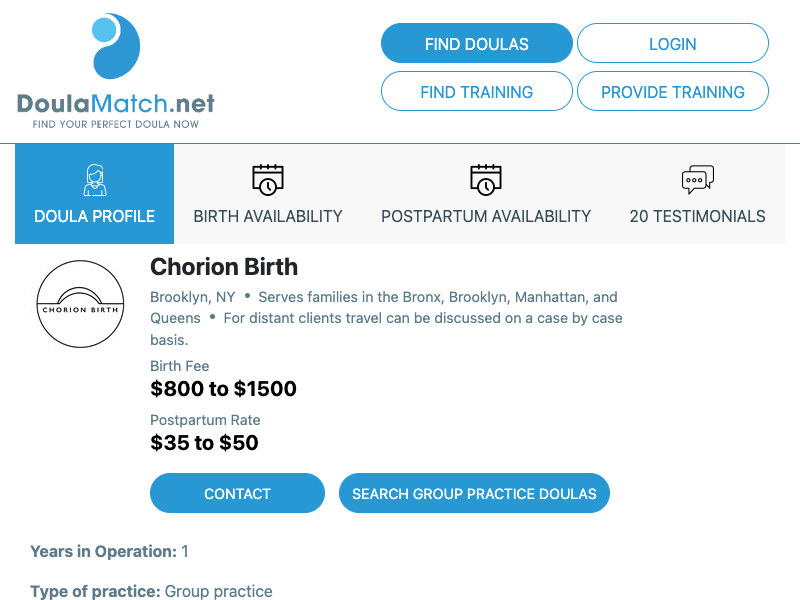 DoulaMatch.net
FIND YOUR PERFECT DOULA NOW
FIND DOULAS
LOGIN
FIND TRAINING
PROVIDE TRAINING
DOULA PROFILE
BIRTH AVAILABILITY
POSTPARTUM AVAILABILITY
20 TESTIMONIALS
CHORION BIRTH
Chorion Birth
Brooklyn, NY • Serves families in the Bronx, Brooklyn, Manhattan, and
Queens • For distant clients travel can be discussed on a case by case
basis.
Birth Fee
$800 to $1500
Postpartum Rate
$35 to $50
CONTACT
SEARCH GROUP PRACTICE DOULAS
Years in Operation: 1
Type of practice: Group practice